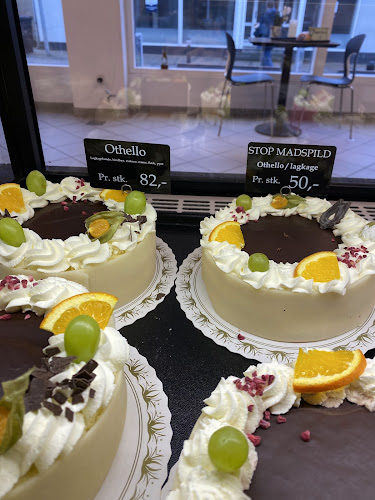 Othello
Pr. stk. 82,-
STOP MADSPILD
Othello / lagkage
Pr. stk. 50,-